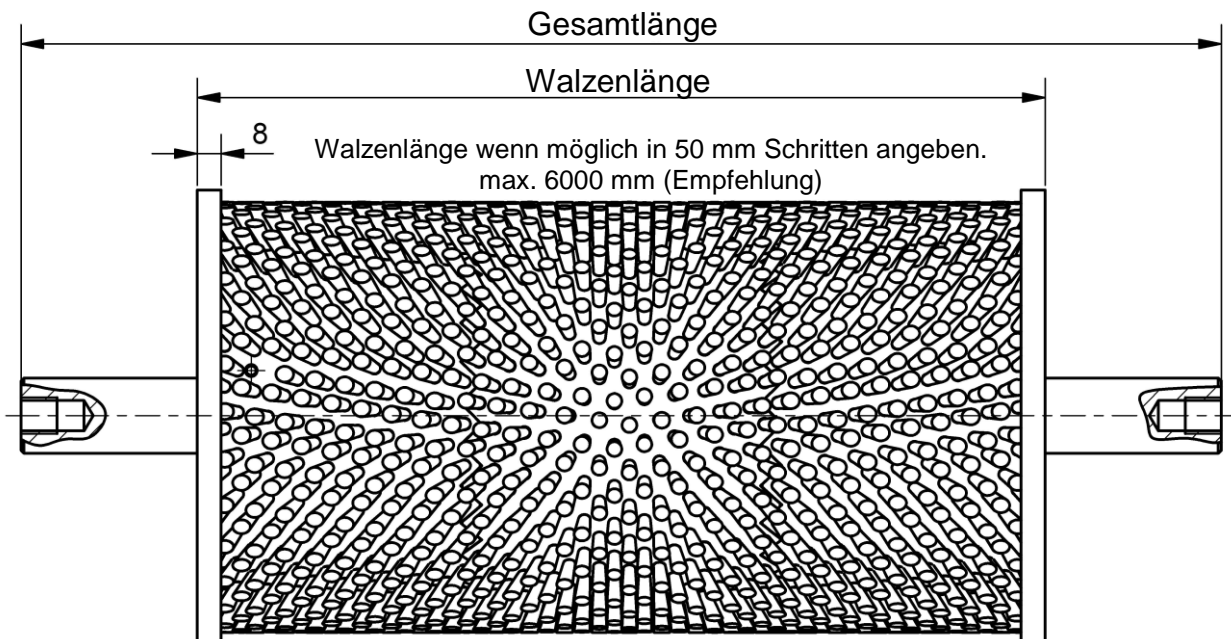 Gesamtlänge
Walzenlänge
8
Walzenlänge wenn möglich in 50 mm Schritten angeben.
max. 6000 mm (Empfehlung)